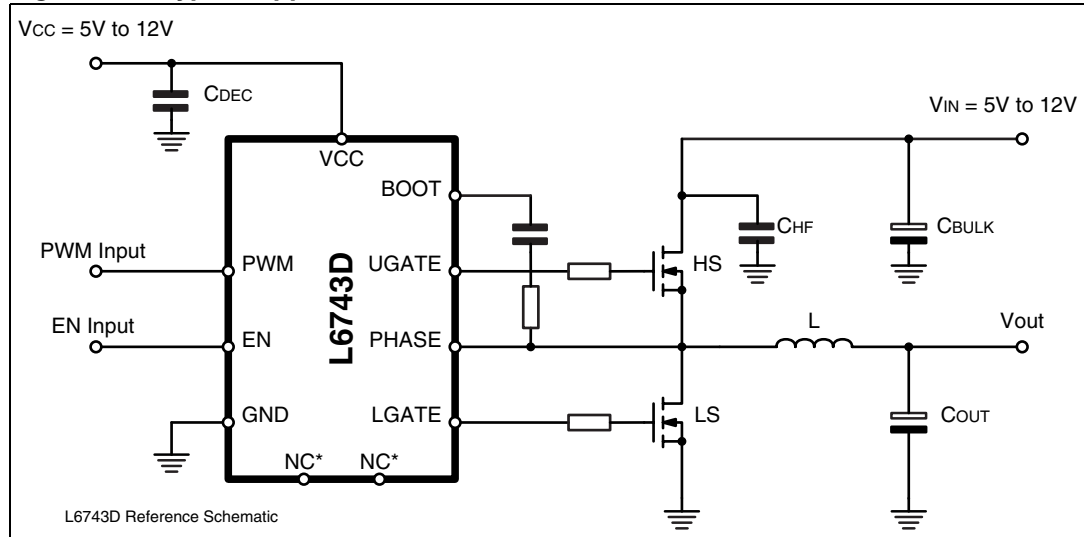 VCC = 5V to 12V
CDEC
VIN = 5V to 12V
VCC
BOOT
CHF
CBULK
PWM Input
PWM
UGATE
HS
L6743D
EN Input
EN
PHASE
L
Vout
GND
LGATE
LS
COUT
NC*
NC*
L6743D Reference Schematic